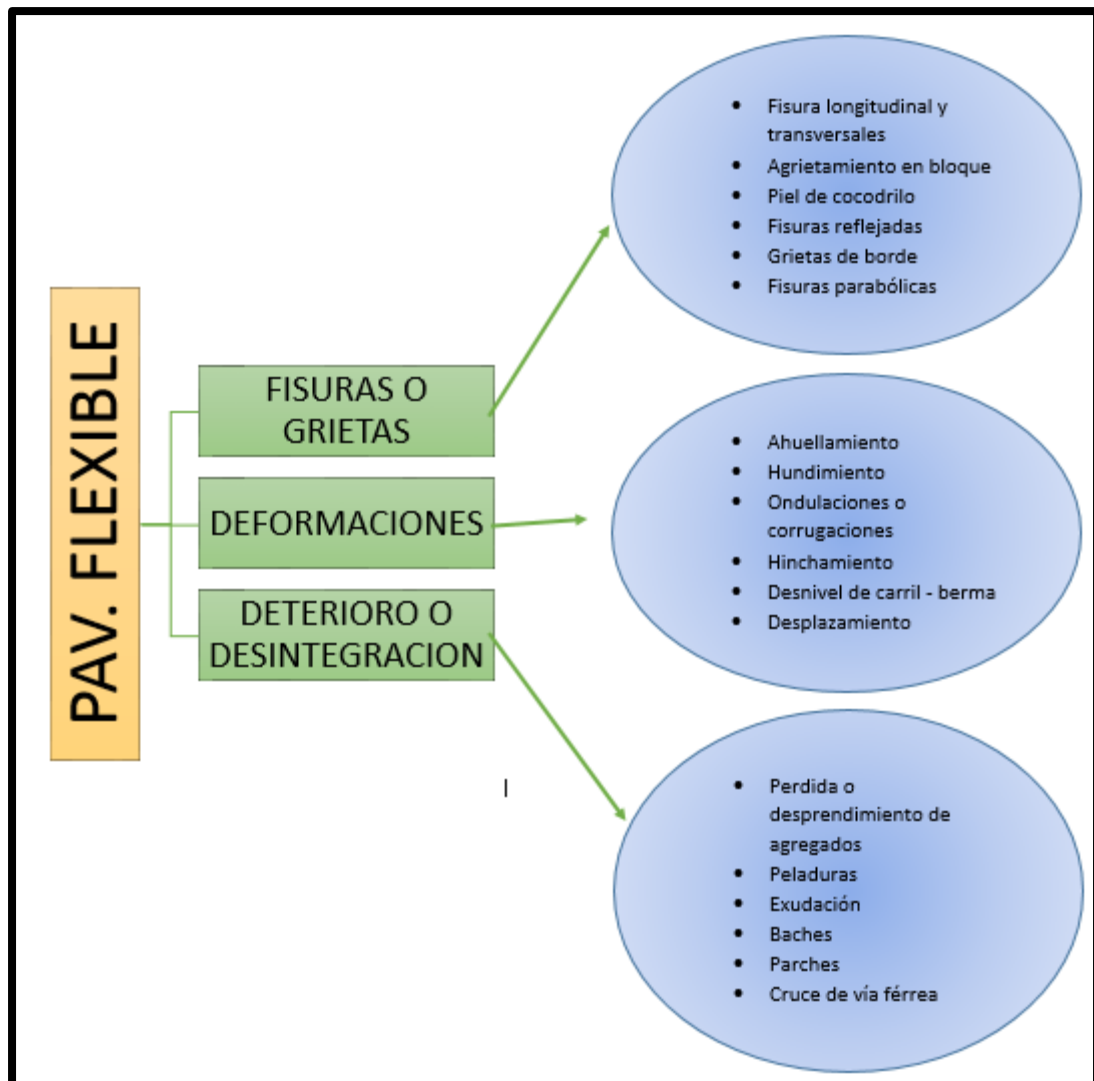 PAV. FLEXIBLE
FISURAS O
GRIETAS
• Fisura longitudinal y
transversales
• Agrietamiento en bloque
• Piel de cocodrilo
• Fisuras reflejadas
• Grietas de borde
• Fisuras parabólicas
DEFORMACIONES
• Ahuellamiento
• Hundimiento
• Ondulaciones o
corrugaciones
• Hinchamiento
• Desnivel de carril - berma
• Desplazamiento
DETERIORO O
DESINTEGRACION
• Perdida o
desprendimiento de
agregados
• Peladuras
• Exudación
• Baches
• Parches
• Cruce de vía férrea